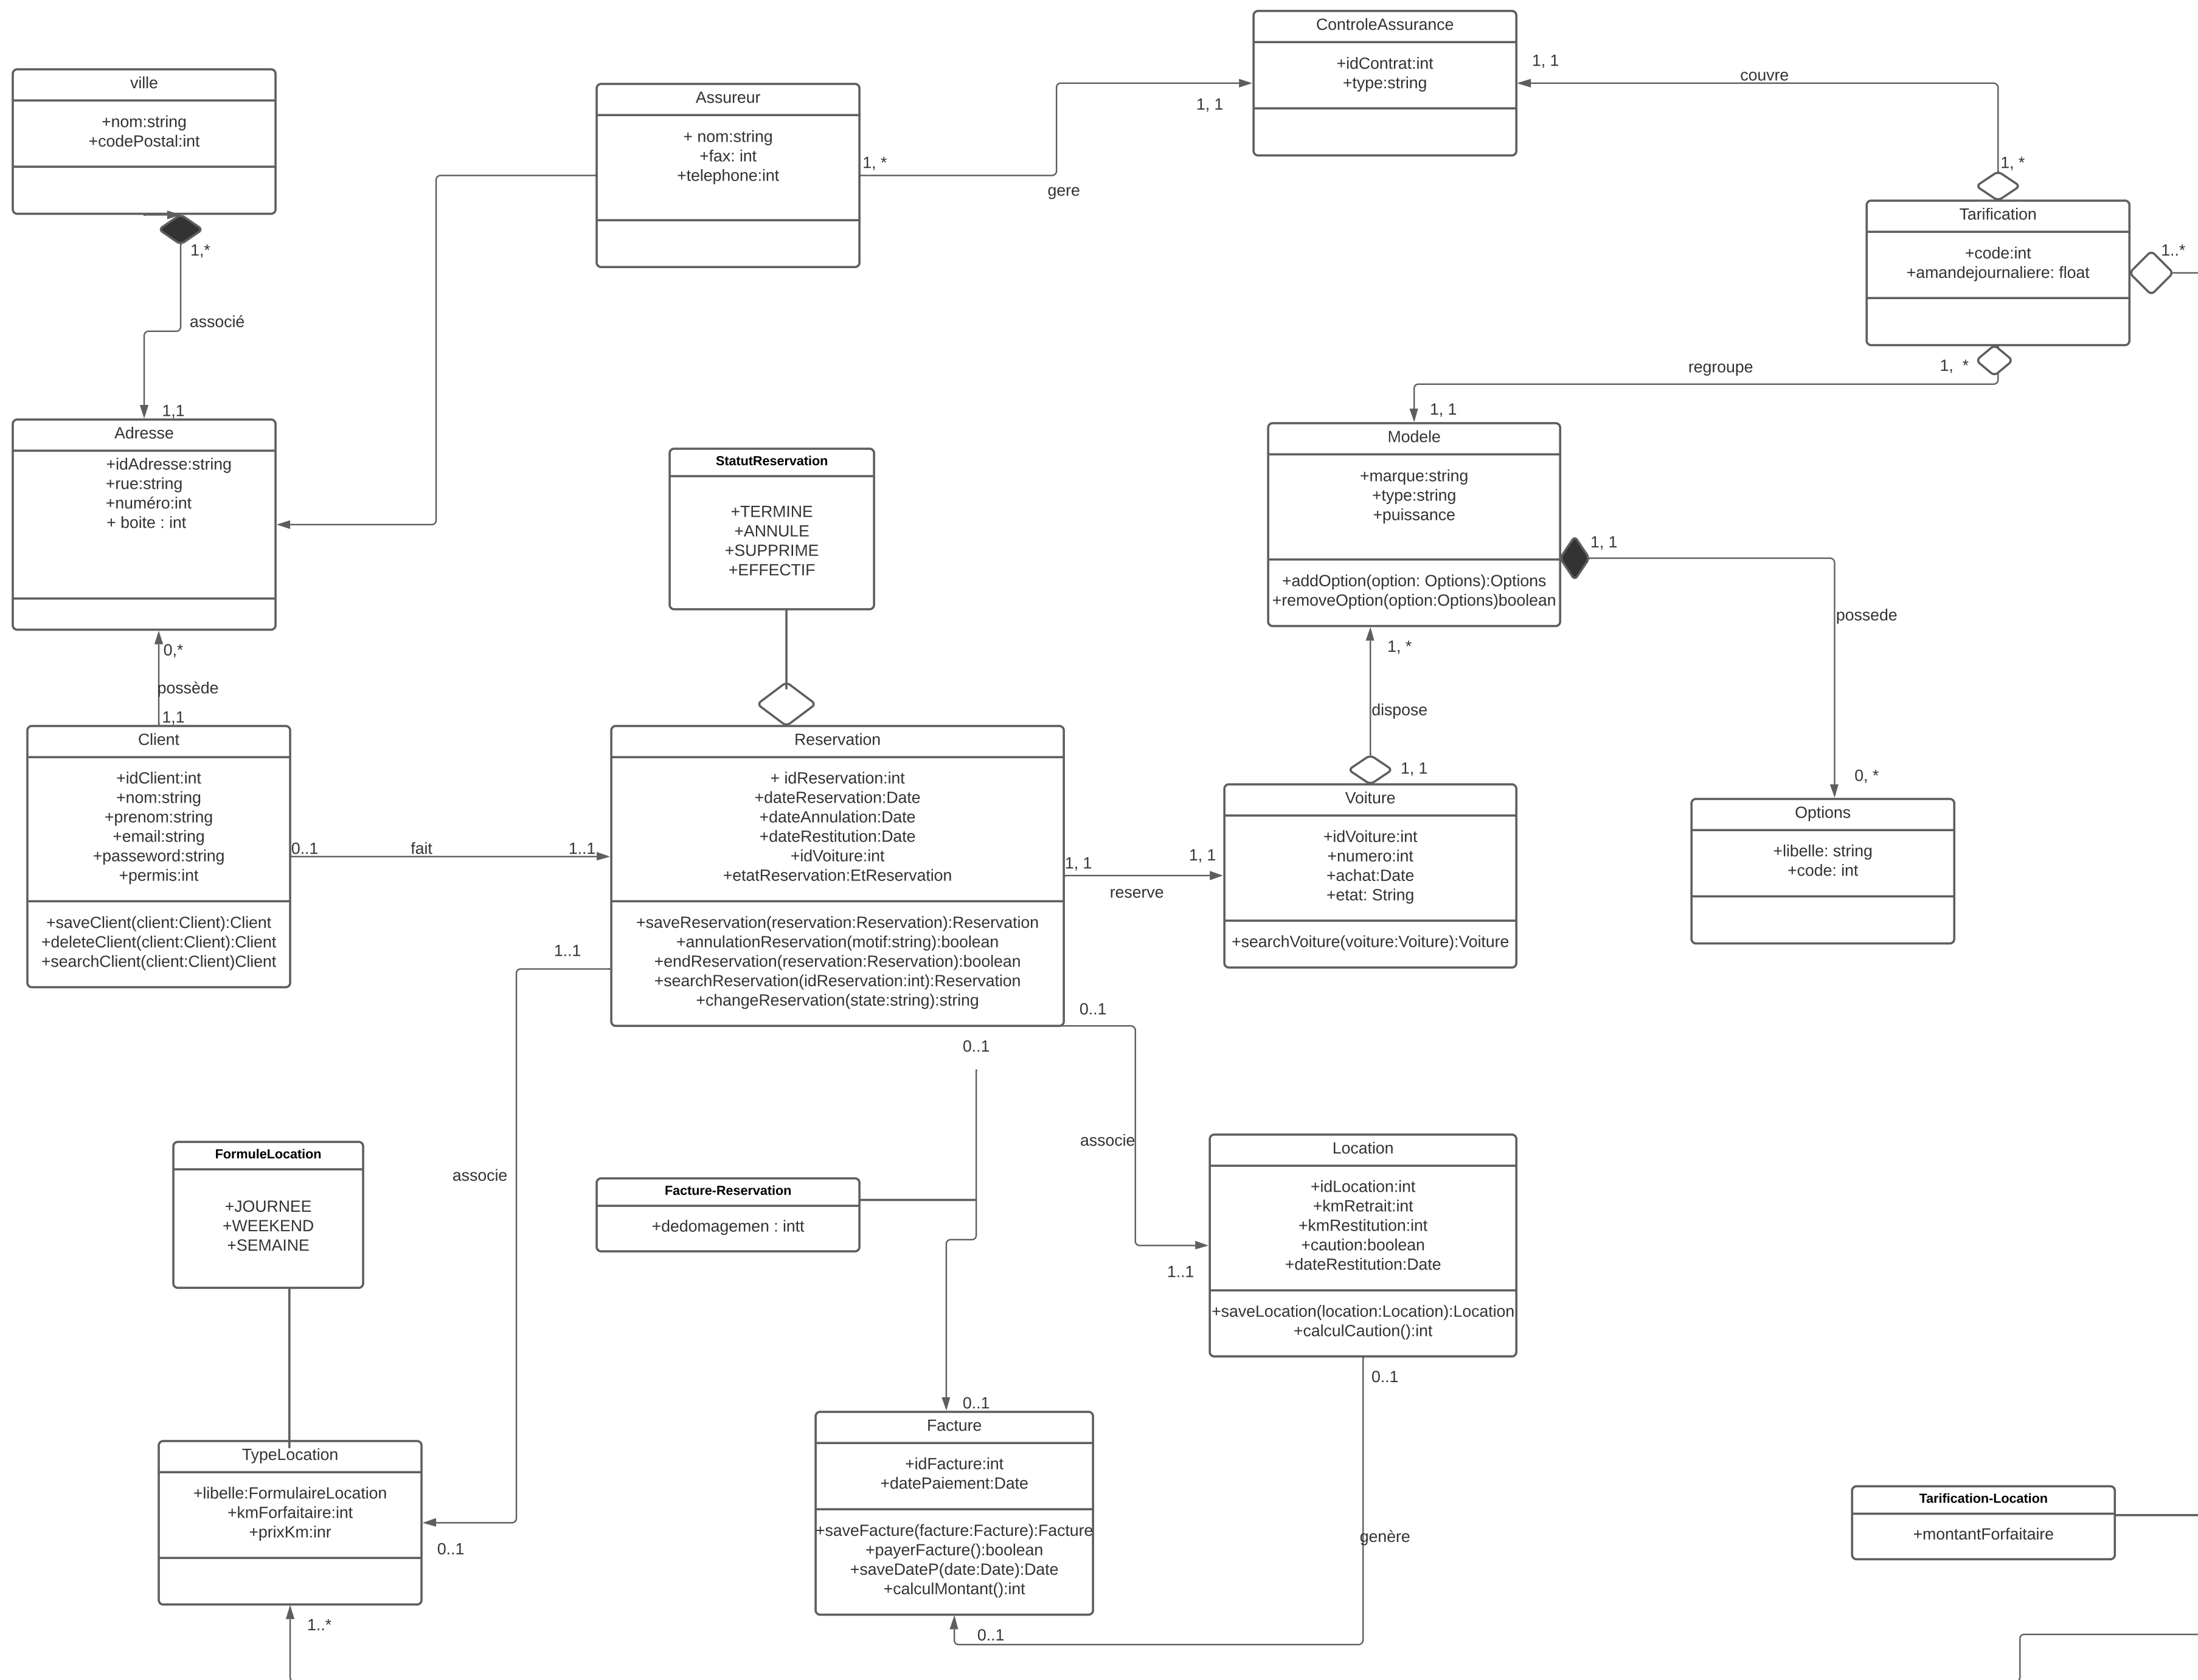 ControleAssurance
+idContrat:int
+type:string
1, 1
couvre
1, 1
ville
+nom:string
+codePostal:int
1,*
associé
1,1
Assureur
+ nom:string
+fax: int
+telephone:int
1, *
gere
1, *
Tarification
+code:int
+amandejournaliere: float
1..*
1,  *
regroupe
1, 1
Adresse
+idAdresse:string
+rue:string
+numéro:int
+ boite : int
0,*
possède
1,1
StatutReservation
+TERMINE
+ANNULE
+SUPPRIME
+EFFECTIF
Modele
+marque:string
+type:string
+puissance
+addOption(option: Options):Options
+removeOption(option:Options)boolean
1, 1
possede
0, *
1, *
dispose
1, 1
Client
+idClient:int
+nom:string
+prenom:string
+email:string
+passeword:string
+permis:int
+saveClient(client:Client):Client
+deleteClient(client:Client):Client
+searchClient(client:Client)Client
0..1
fait
1..1
Reservation
+ idReservation:int
+dateReservation:Date
+dateAnnulation:Date
+dateRestitution:Date
+idVoiture:int
+etatReservation:EtReservation
+saveReservation(reservation:Reservation):Reservation
+annulationReservation(motif:string):boolean
+endReservation(reservation:Reservation):boolean
+searchReservation(idReservation:int):Reservation
+changeReservation(state:string):string
1, 1
1, 1
reserve
Voiture
+idVoiture:int
+numero:int
+achat:Date
+etat: String
+searchVoiture(voiture:Voiture):Voiture
Options
+libelle: string
+code: int
1..1
0..1
0..1
associe
associe
1..1
FormuleLocation
+JOURNEE
+WEEKEND
+SEMAINE
Facture-Reservation
+dedomagemen : intt
Location
+idLocation:int
+kmRetrait:int
+kmRestitution:int
+caution:boolean
+dateRestitution:Date
+saveLocation(location:Location):Location
+calculCaution():int
0..1
0..1
Facture
+idFacture:int
+datePaiement:Date
+saveFacture(facture:Facture):Facture
+payerFacture():boolean
+saveDateP(date:Date):Date
+calculMontant():int
genère
0..1
TypeLocation
+libelle:FormulaireLocation
+kmForfaitaire:int
+prixKm:inr
0..1
1..*
Tarification-Location
+montantForfaitaire